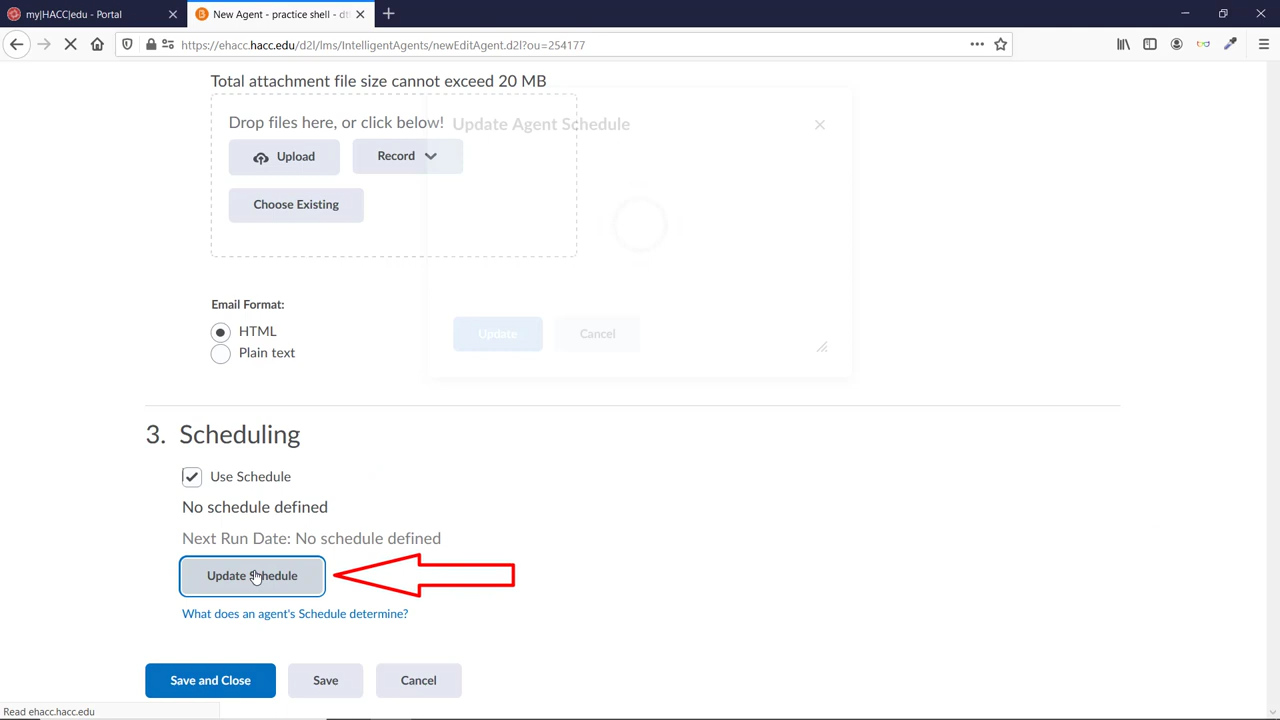 my|HACC|edu - Portal
New Agent - practice shell - dt
https://ehacc.hacc.edu/d2l/lms/IntelligentAgents/newEditAgent.d2l?ou=254177
Total attachment file size cannot exceed 20 MB
Drop files here, or click below!
Update Agent Schedule
Upload
Record
Choose Existing
Email Format:
HTML
Plain text
Update
Cancel
3. Scheduling
Use Schedule
No schedule defined
Next Run Date: No schedule defined
Update Schedule
What does an agent's Schedule determine?
Save and Close
Save
Cancel
Read ehacc.hacc.edu